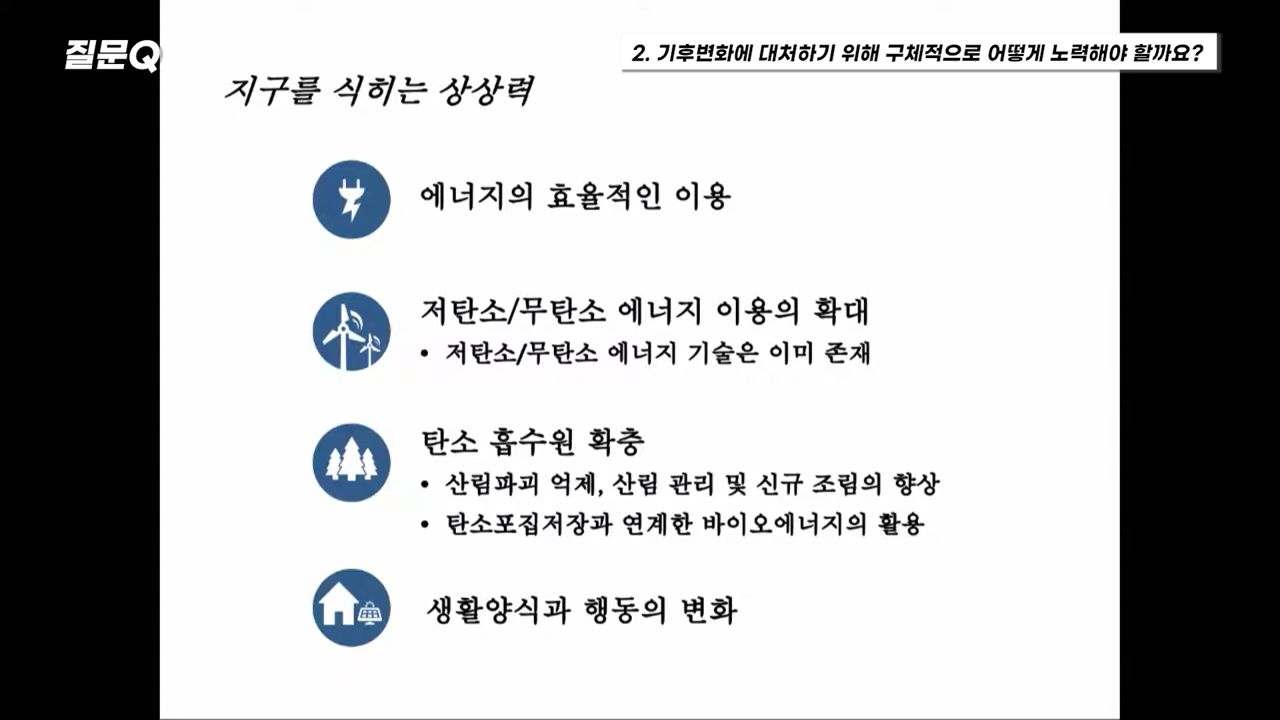 질문Q
2. 기후변화에 대처하기 위해 구체적으로 어떻게 노력해야 할까요?
지구를 식히는 상상력
에너지의 효율적인 이용
저탄소/무탄소 에너지 이용의 확대
• 저탄소/무탄소 에너지 기술은 이미 존재
탄소 흡수원 확충
• 산림파괴 억제, 산림 관리 및 신규 조림의 향상
• 탄소포집저장과 연계한 바이오에너지의 활용
생활양식과 행동의 변화